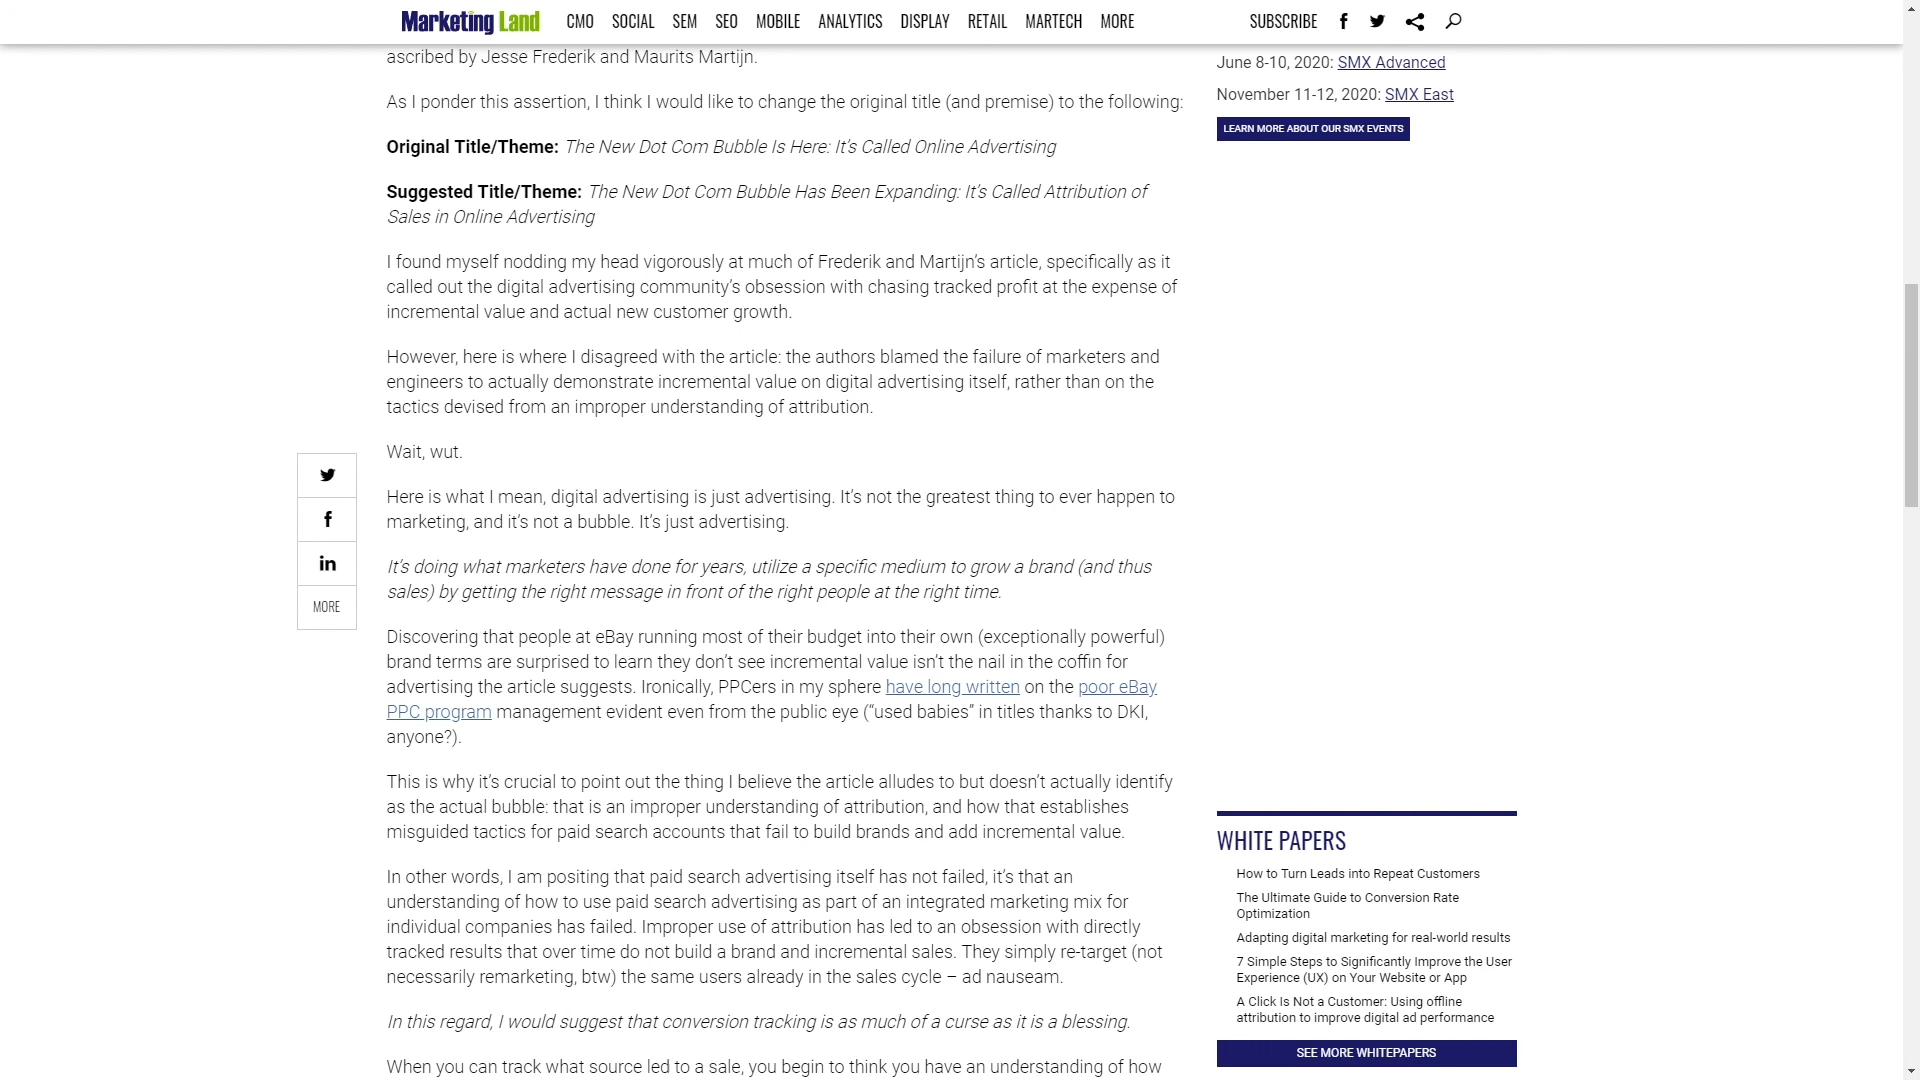 Marketing Land CMO SOCIAL SEM SEO MOBILE ANALYTICS DISPLAY RETAIL MARTECH MORE SUBSCRIBE
ascribed by Jesse Frederik and Maurits Martijn.
As I ponder this assertion, I think I would like to change the original title (and premise) to the following:
Original Title/Theme: The New Dot Com Bubble Is Here: It’s Called Online Advertising
Suggested Title/Theme: The New Dot Com Bubble Has Been Expanding: It’s Called Attribution of
Sales in Online Advertising
I found myself nodding my head vigorously at much of Frederik and Martijn’s article, specifically as it
called out the digital advertising community’s obsession with chasing tracked profit at the expense of
incremental value and actual new customer growth.
However, here is where I disagreed with the article: the authors blamed the failure of marketers and
engineers to actually demonstrate incremental value on digital advertising itself, rather than on the
tactics devised from an improper understanding of attribution.
Wait, wut.
Here is what I mean, digital advertising is just advertising. It’s not the greatest thing to ever happen to
marketing, and it’s not a bubble. It’s just advertising.
It’s doing what marketers have done for years, utilize a specific medium to grow a brand (and thus
sales) by getting the right message in front of the right people at the right time.
Discovering that people at eBay running most of their budget into their own (exceptionally powerful)
brand terms are surprised to learn they don’t see incremental value isn’t the nail in the coffin for
advertising the article suggests. Ironically, PPCers in my sphere have long written on the poor eBay
PPC program management evident even from the public eye (“used babies” in titles thanks to DKI,
anyone?).
This is why it’s crucial to point out the thing I believe the article alludes to but doesn’t actually identify
as the actual bubble: that is an improper understanding of attribution, and how that establishes
misguided tactics for paid search accounts that fail to build brands and add incremental value.
In other words, I am positing that paid search advertising itself has not failed, it’s that an
understanding of how to use paid search advertising as part of an integrated marketing mix for
individual companies has failed. Improper use of attribution has led to an obsession with directly
tracked results that over time do not build a brand and incremental sales. They simply re-target (not
necessarily remarketing, btw) the same users already in the sales cycle – ad nauseam.
In this regard, I would suggest that conversion tracking is as much of a curse as it is a blessing.
When you can track what source led to a sale, you begin to think you have an understanding of how
MORE
June 8-10, 2020: SMX Advanced
November 11-12, 2020: SMX East
LEARN MORE ABOUT OUR SMX EVENTS
WHITE PAPERS
How to Turn Leads into Repeat Customers
The Ultimate Guide to Conversion Rate
Optimization
Adapting digital marketing for real-world results
7 Simple Steps to Significantly Improve the User
Experience (UX) on Your Website or App
A Click Is Not a Customer: Using offline
attribution to improve digital ad performance
SEE MORE WHITEPAPERS